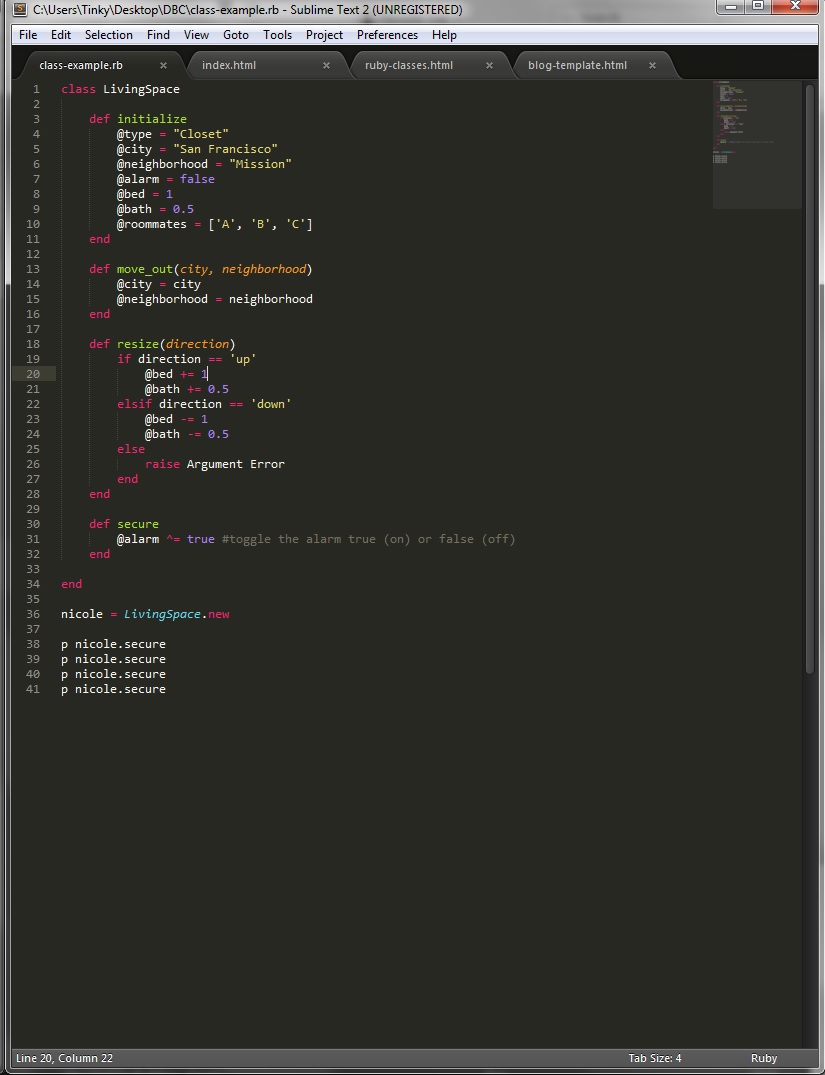 C:\Users\Tinky\Desktop\DBC\class-example.rb - Sublime Text 2 (UNREGISTERED)
File Edit Selection Find View Goto Tools Project Preferences Help
class-example.rb × index.html × ruby-classes.html × blog-template.html ×
1 class LivingSpace
2
3     def initialize
4         @type = "Closet"
5         @city = "San Francisco"
6         @neighborhood = "Mission"
7         @alarm = false
8         @bed = 1
9         @bath = 0.5
10         @roommates = ['A', 'B', 'C']
11     end
12
13     def move_out(city, neighborhood)
14         @city = city
15         @neighborhood = neighborhood
16     end
17
18     def resize(direction)
19         if direction == 'up'
20             @bed += 1
21             @bath += 0.5
22         elsif direction == 'down'
23             @bed -= 1
24             @bath -= 0.5
25         else
26             raise Argument Error
27         end
28     end
29
30     def secure
31         @alarm ^= true #toggle the alarm true (on) or false (off)
32     end
33
34 end
35
36 nicole = LivingSpace.new
37
38 p nicole.secure
39 p nicole.secure
40 p nicole.secure
41 p nicole.secure
Line 20, Column 22 Tab Size: 4 Ruby